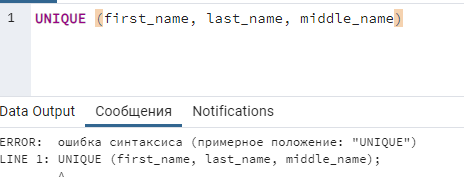 1 UNIQUE (first_name, last_name, middle_name)
Data Output Сообщения Notifications
ERROR: ошибка синтаксиса (примерное положение: "UNIQUE")
LINE 1: UNIQUE (first_name, last_name, middle_name);
^